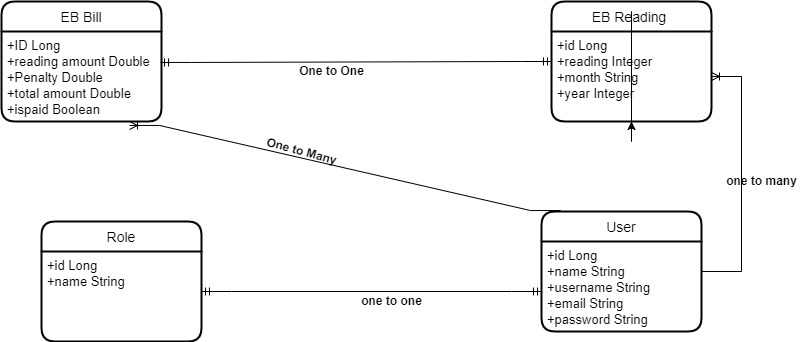 EB Bill
+ID Long
+reading amount Double
+Penalty Double
+total amount Double
+ispaid Boolean
One to One
EB Reading
+id Long
+reading Integer
+month String
+year Integer
One to Many
one to many
Role
+id Long
+name String
one to one
User
+id Long
+name String
+username String
+email String
+password String